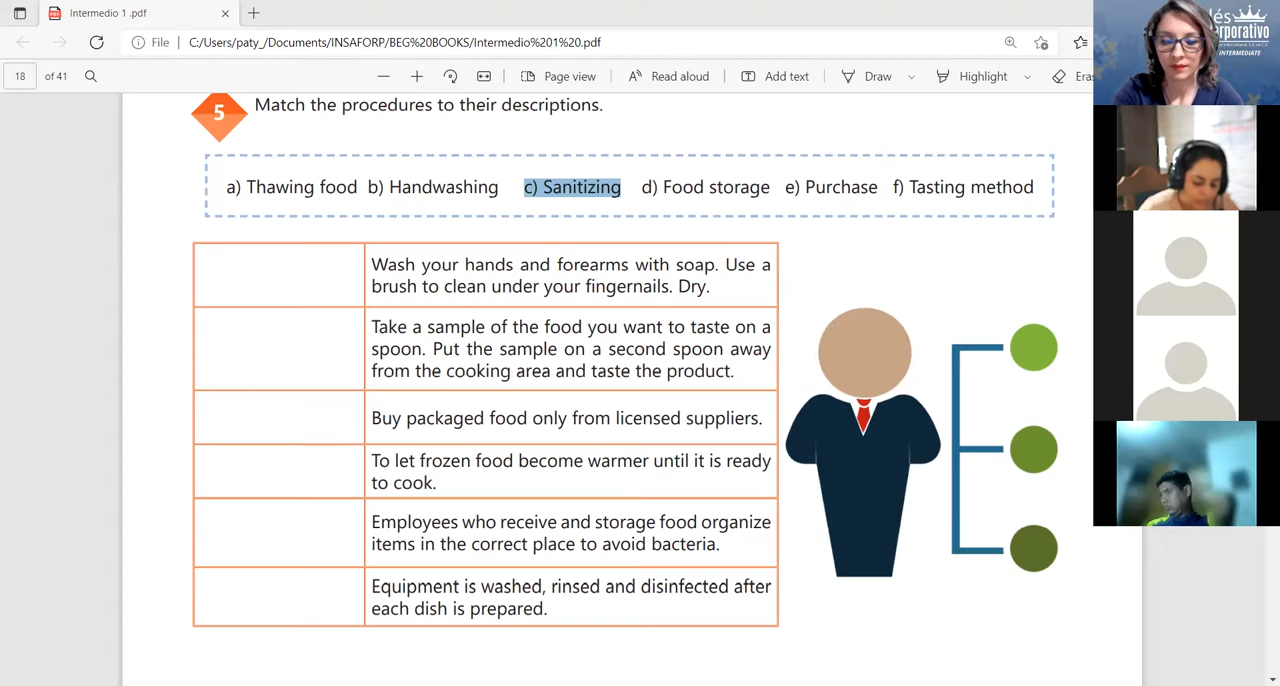 Intermedio 1 .pdf
File C:/Users/paty_/Documents/INSAFORP/BEG%20BOOKS/Intermedio%201%20.pdf
18 of 41 Page view Read aloud Add text Draw Highlight
5 Match the procedures to their descriptions.
a) Thawing food b) Handwashing c) Sanitizing d) Food storage e) Purchase f) Tasting method
Wash your hands and forearms with soap. Use a
brush to clean under your fingernails. Dry.
Take a sample of the food you want to taste on a
spoon. Put the sample on a second spoon away
from the cooking area and taste the product.
Buy packaged food only from licensed suppliers.
To let frozen food become warmer until it is ready
to cook.
Employees who receive and storage food organize
items in the correct place to avoid bacteria.
Equipment is washed, rinsed and disinfected after
each dish is prepared.
INTERMEDIATE